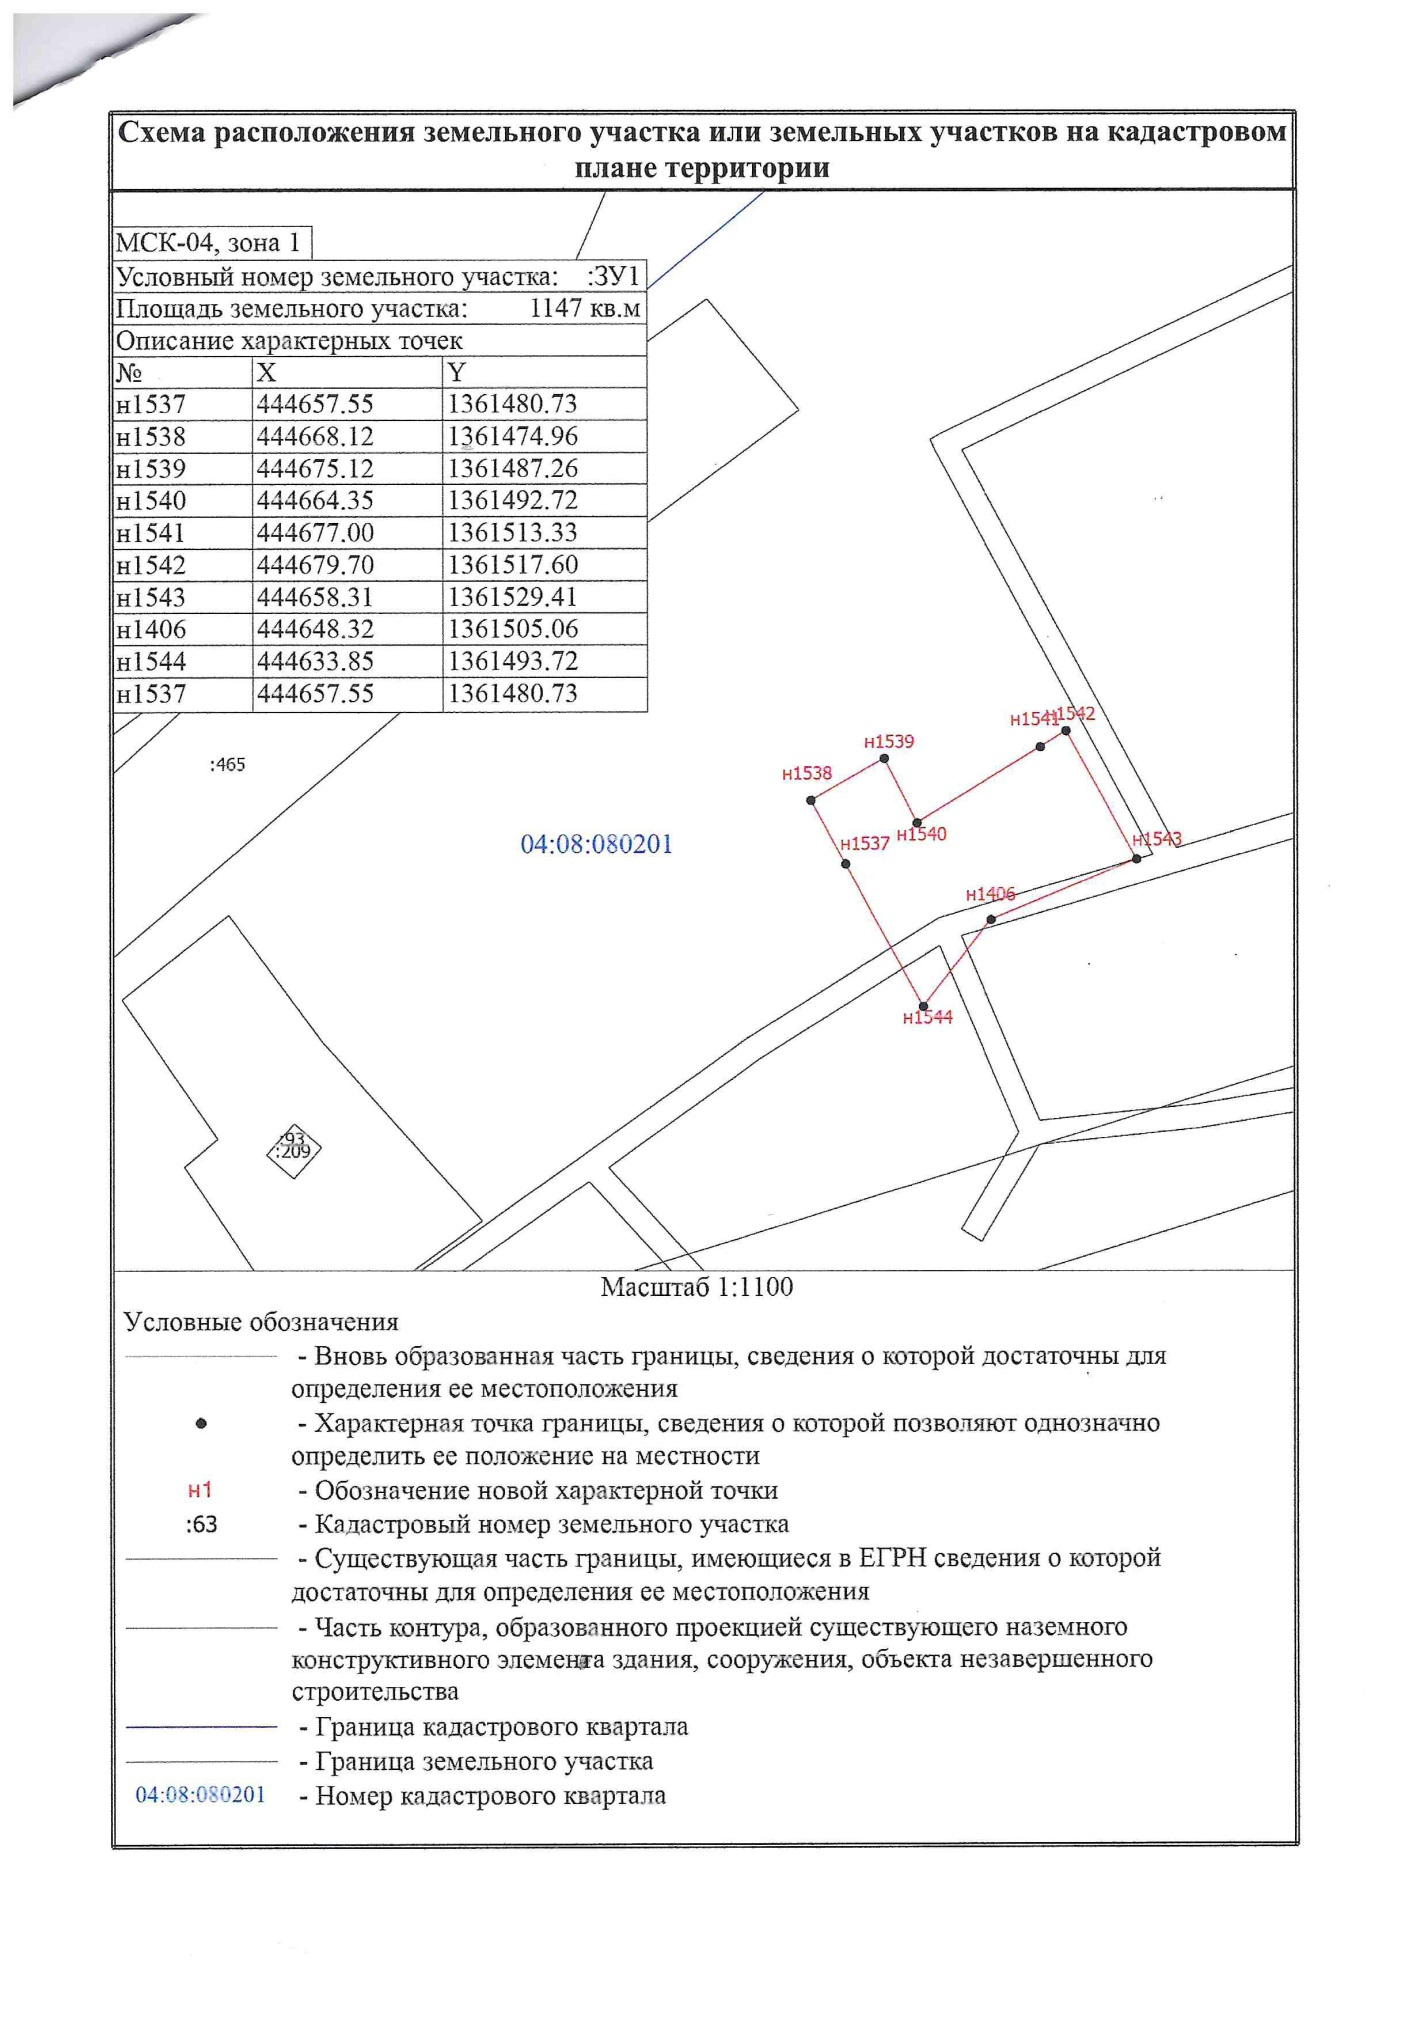 Схема расположения земельного участка или земельных участков на кадастровом
плане территории
МСК-04, зона 1
Условный номер земельного участка: :ЗУ1
Площадь земельного участка: 1147 кв.м
Описание характерных точек
№ X Y
н1537 444657.55 1361480.73
н1538 444668.12 1361474.96
н1539 444675.12 1361487.26
н1540 444664.35 1361492.72
н1541 444677.00 1361513.33
н1542 444679.70 1361517.60
н1543 444658.31 1361529.41
н1406 444648.32 1361505.06
н1544 444633.85 1361493.72
н1537 444657.55 1361480.73
н1541
н1542
н1539
:465
н1538
н1540
04:08:080201
н1537
н1543
н1406
н1544
:93
:209
Масштаб 1:1100
Условные обозначения
- Вновь образованная часть границы, сведения о которой достаточны для
определения ее местоположения
- Характерная точка границы, сведения о которой позволяют однозначно
определить ее положение на местности
н1 - Обозначение новой характерной точки
:63 - Кадастровый номер земельного участка
- Существующая часть границы, имеющиеся в ЕГРН сведения о которой
достаточны для определения ее местоположения
- Часть контура, образованного проекцией существующего наземного
конструктивного элемента здания, сооружения, объекта незавершенного
строительства
- Граница кадастрового квартала
- Граница земельного участка
04:08:080201 - Номер кадастрового квартала